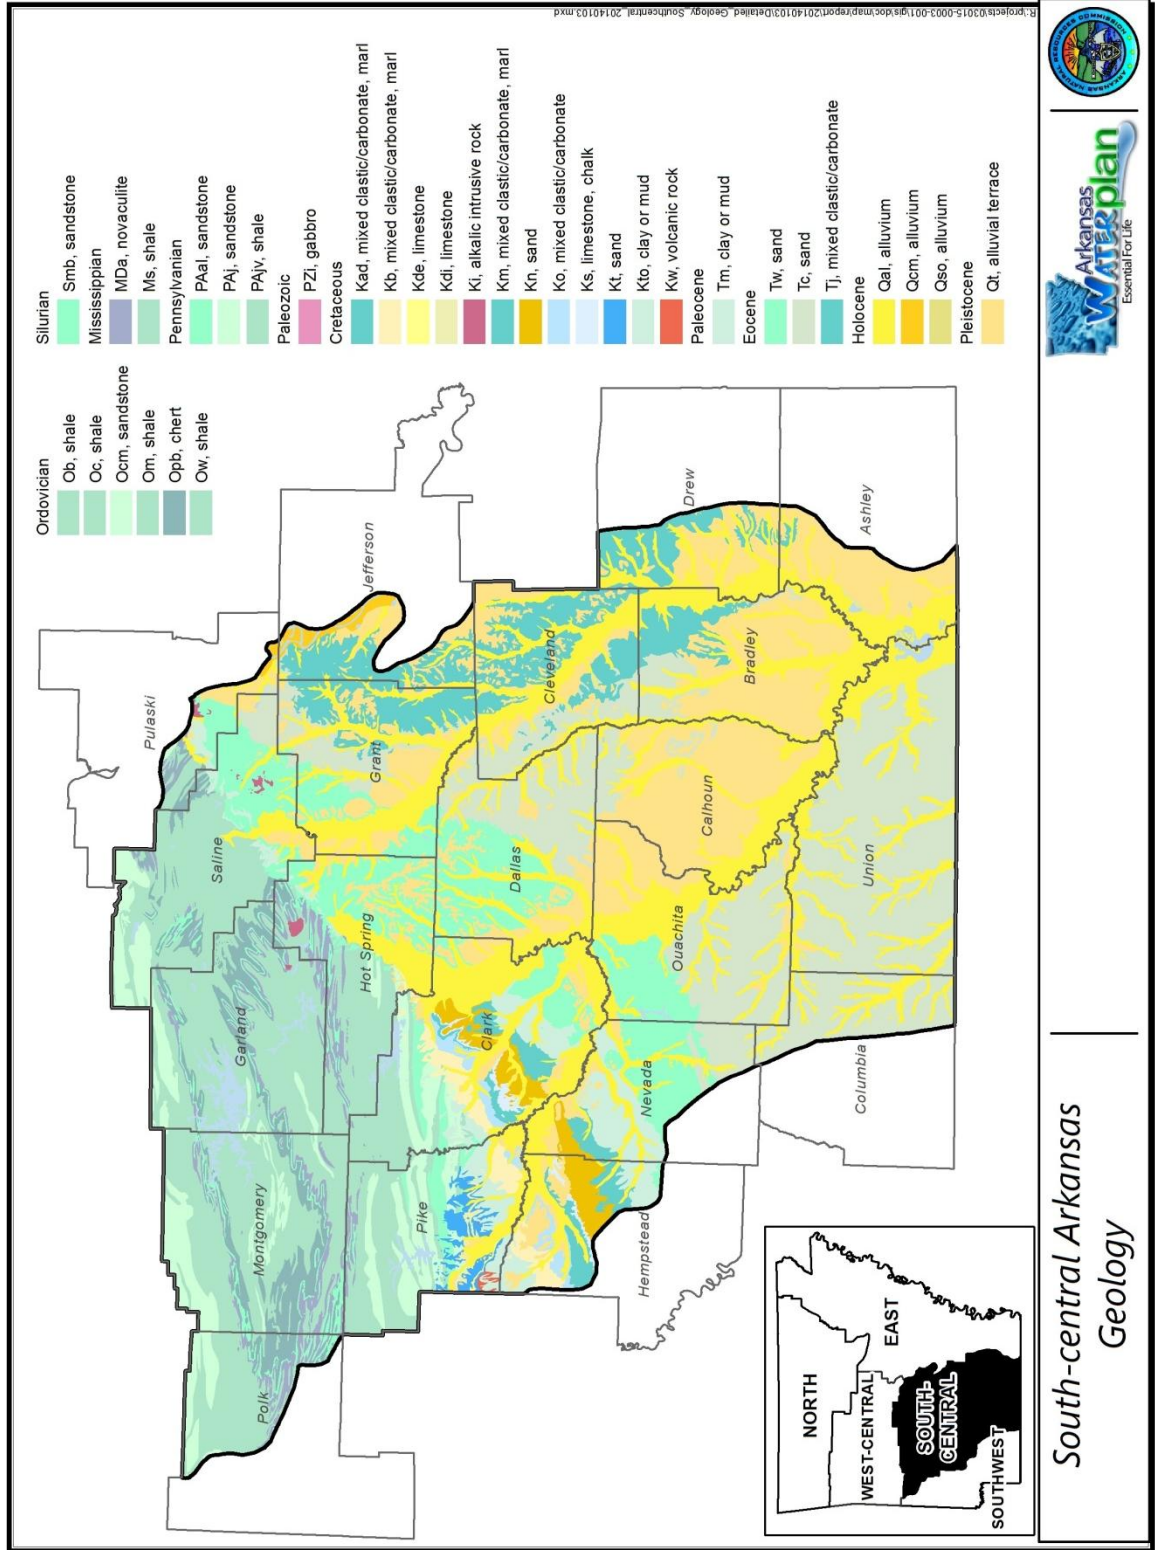 Ordovician
Ob, shale
Oc, shale
Ocm, sandstone
Om, shale
Opb, chert
Ow, shale
Silurian
Smb, sandstone
Mississippian
MDa, novaculite
Ms, shale
Pennsylvanian
PAal, sandstone
PAj, sandstone
PAjv, shale
Paleozoic
PZi, gabbro
Cretaceous
Kad, mixed clastic/carbonate, marl
Kb, mixed clastic/carbonate, marl
Kde, limestone
Kdi, limestone
Ki, alkalic intrusive rock
Km, mixed clastic/carbonate, marl
Kn, sand
Ko, mixed clastic/carbonate
Ks, limestone, chalk
Kt, sand
Kto, clay or mud
Kw, volcanic rock
Paleocene
Tm, clay or mud
Eocene
Tw, sand
Tc, sand
Tj, mixed clastic/carbonate
Holocene
Qal, alluvium
Qcm, alluvium
Qso, alluvium
Pleistocene
Qt, alluvial terrace
Pulaski
Saline
Garland
Montgomery
Polk
Jefferson
Grant
Hot Spring
Pike
Clark
Dallas
Cleveland
Drew
Hempstead
Nevada
Ouachita
Calhoun
Bradley
Ashley
Columbia
Union
NORTH
WEST-CENTRAL
EAST
SOUTH-
CENTRAL
SOUTHWEST
South-central Arkansas
Geology
Arkansas
WATERplan
Essential For Life
ARKANSAS NATURAL RESOURCES COMMISSION
R:\projects\03015-0003-001\gis\doc\map\report\20140103\Detailed_Geology_Southcentral_20140103.mxd